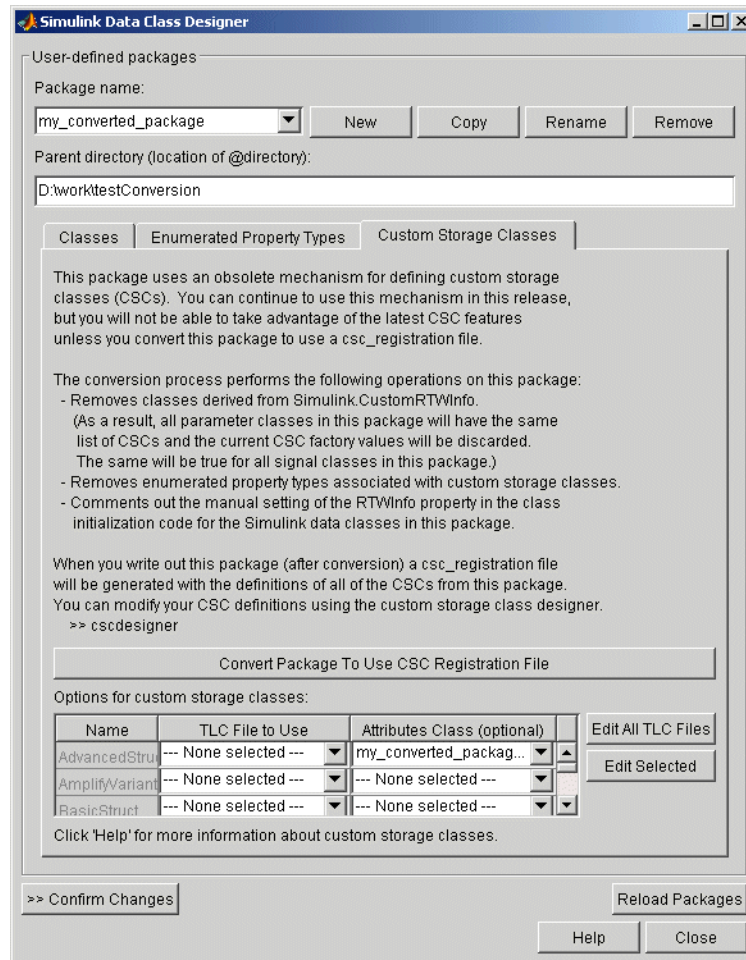 Simulink Data Class Designer
User-defined packages
Package name:
my_converted_package
New
Copy
Rename
Remove
Parent directory (location of @directory):
D:\work\testConversion
Classes
Enumerated Property Types
Custom Storage Classes
This package uses an obsolete mechanism for defining custom storage
classes (CSCs).  You can continue to use this mechanism in this release,
but you will not be able to take advantage of the latest CSC features
unless you convert this package to use a csc_registration file.
The conversion process performs the following operations on this package:
- Removes classes derived from Simulink.CustomRTWInfo.
(As a result, all parameter classes in this package will have the same
list of CSCs and the current CSC factory values will be discarded.
The same will be true for all signal classes in this package.)
- Removes enumerated property types associated with custom storage classes.
- Comments out the manual setting of the RTWInfo property in the class
initialization code for the Simulink data classes in this package.
When you write out this package (after conversion) a csc_registration file
will be generated with the definitions of all of the CSCs from this package.
You can modify your CSC definitions using the custom storage class designer.
>> cscdesigner
Convert Package To Use CSC Registration File
Options for custom storage classes:
Name
TLC File to Use
Attributes Class (optional)
Edit All TLC Files
AdvancedStru
--- None selected ---
my_converted_packag...
Edit Selected
AmplifyVariant
--- None selected ---
--- None selected ---
BasicStruct
--- None selected ---
--- None selected ---
Click 'Help' for more information about custom storage classes.
>> Confirm Changes
Reload Packages
Help
Close